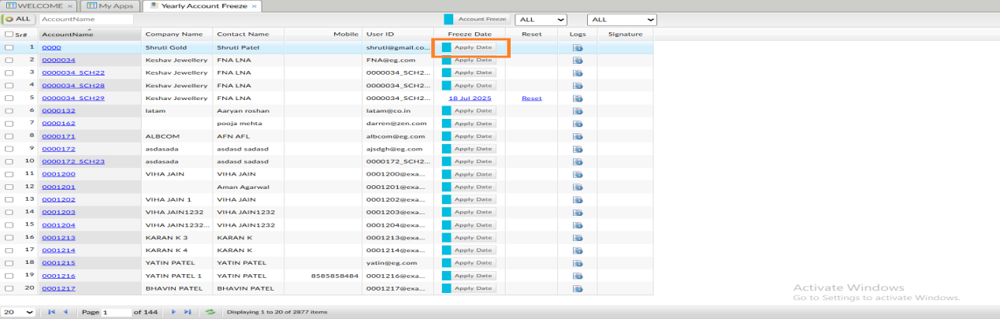 WELCOME × My Apps Yearly Account Freeze ×
ALL AccountName Account Freeze ALL ALL
Sr# AccountName Company Name Contact Name Mobile User ID Freeze Date Reset Logs Signature
1 0000 Shruti Gold Shruti Patel shruti@gmail.co... Apply Date
2 0000034 Keshav Jewellery FNA LNA FNA@eg.com Apply Date
3 0000034_SCH22 Keshav Jewellery FNA LNA 0000034_SCH2... Apply Date
4 0000034_SCH28 Keshav Jewellery FNA LNA 0000034_SCH2... Apply Date
5 0000034_SCH29 Keshav Jewellery FNA LNA 0000034_SCH2... 18 Jul 2025 Reset
6 0000132 latam Aaryan roshan latam@co.in Apply Date
7 0000162 pooja mehta darren@zen.com Apply Date
8 0000171 ALBCOM AFN AFL albcom@eg.com Apply Date
9 0000172 asdasada asdasd sadasd ajsdgh@eg.com Apply Date
10 0000172_SCH23 asdasada asdasd sadasd 0000172_SCH2... Apply Date
11 0001200 VIHA JAIN VIHA JAIN 0001200@exa... Apply Date
12 0001201 Aman Agarwal 0001201@exa... Apply Date
13 0001202 VIHA JAIN 1 VIHA JAIN 0001202@exa... Apply Date
14 0001203 VIHA JAIN1232 VIHA JAIN1232 0001203@exa... Apply Date
15 0001204 VIHA JAIN1232... VIHA JAIN1232 0001204@exa... Apply Date
16 0001213 KARAN K 3 KARAN K 0001213@exa... Apply Date
17 0001214 KARAN K 4 KARAN K 0001214@exa... Apply Date
18 0001215 YATIN PATEL YATIN PATEL yatin@eg.com Apply Date
19 0001216 YATIN PATEL 1 YATIN PATEL 8585858484 0001216@exa... Apply Date
20 0001217 BHAVIN PATEL BHAVIN PATEL 0001217@exa... Apply Date
Activate Windows
Go to Settings to activate Windows.
20 Page 1 of 144 Displaying 1 to 20 of 2877 items